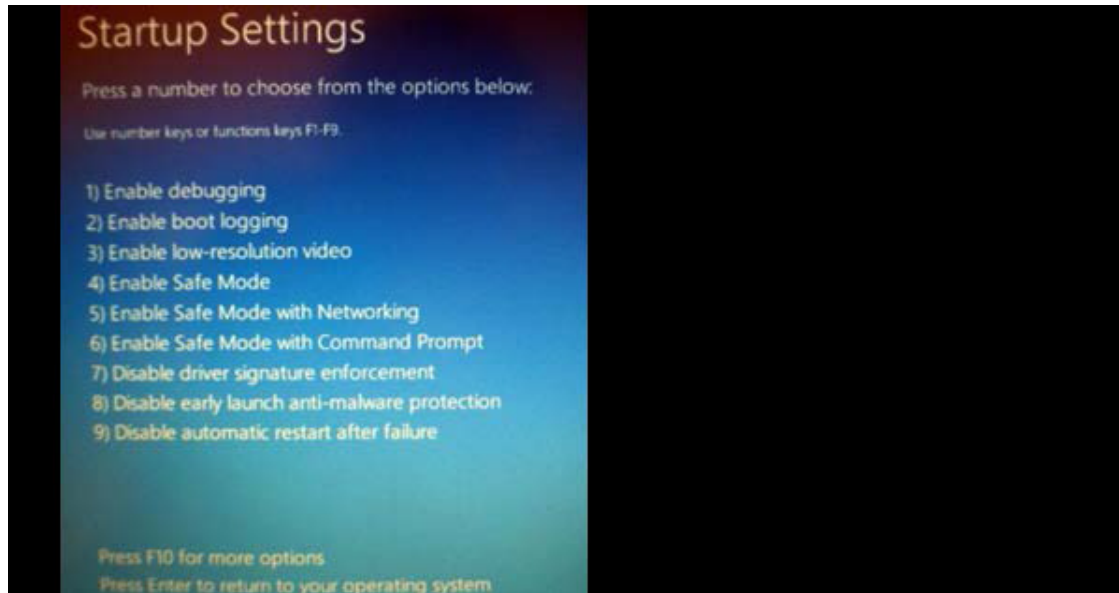 Startup Settings
Press a number to choose from the options below:
Use number keys or functions keys F1-F9.
1) Enable debugging
2) Enable boot logging
3) Enable low-resolution video
4) Enable Safe Mode
5) Enable Safe Mode with Networking
6) Enable Safe Mode with Command Prompt
7) Disable driver signature enforcement
8) Disable early launch anti-malware protection
9) Disable automatic restart after failure
Press F10 for more options
Press Enter to return to your operating system